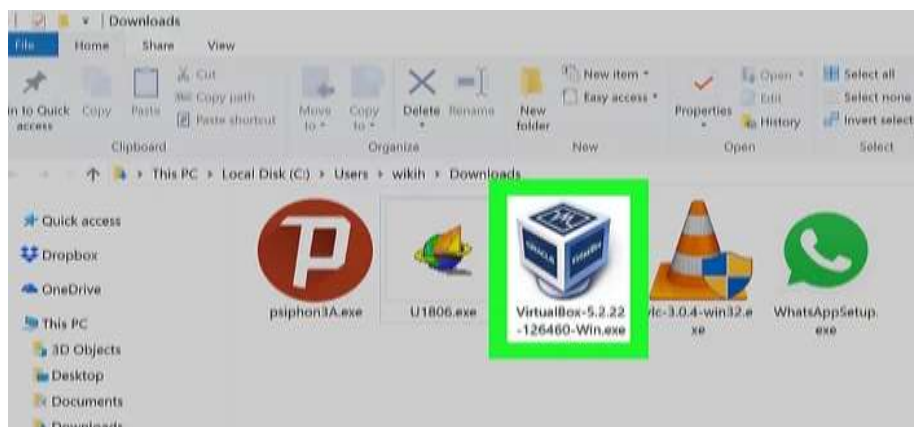 Downloads
File Home Share View
Cut
Copy path
Paste shortcut
n to Quick access
Copy
Paste
Move to
Copy to
Delete
Rename
New folder
New item
Easy access
Properties
Open
Edit
History
Select all
Select none
Invert select
Clipboard Organize New Open Select
This PC Local Disk (C:) Users wikih Downloads
Quick access
Dropbox
OneDrive
This PC
3D Objects
Desktop
Documents
Downloads
psiphon3A.exe
U1806.exe
ORACLE
VirtualBox
VirtualBox-5.2.22
-126460-Win.exe
vlc-3.0.4-win32.e
xe
WhatsAppSetup.
exe